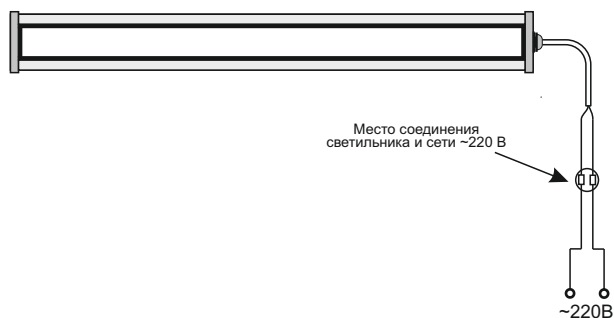 Место соединения
светильника и сети ~220 В
~220В